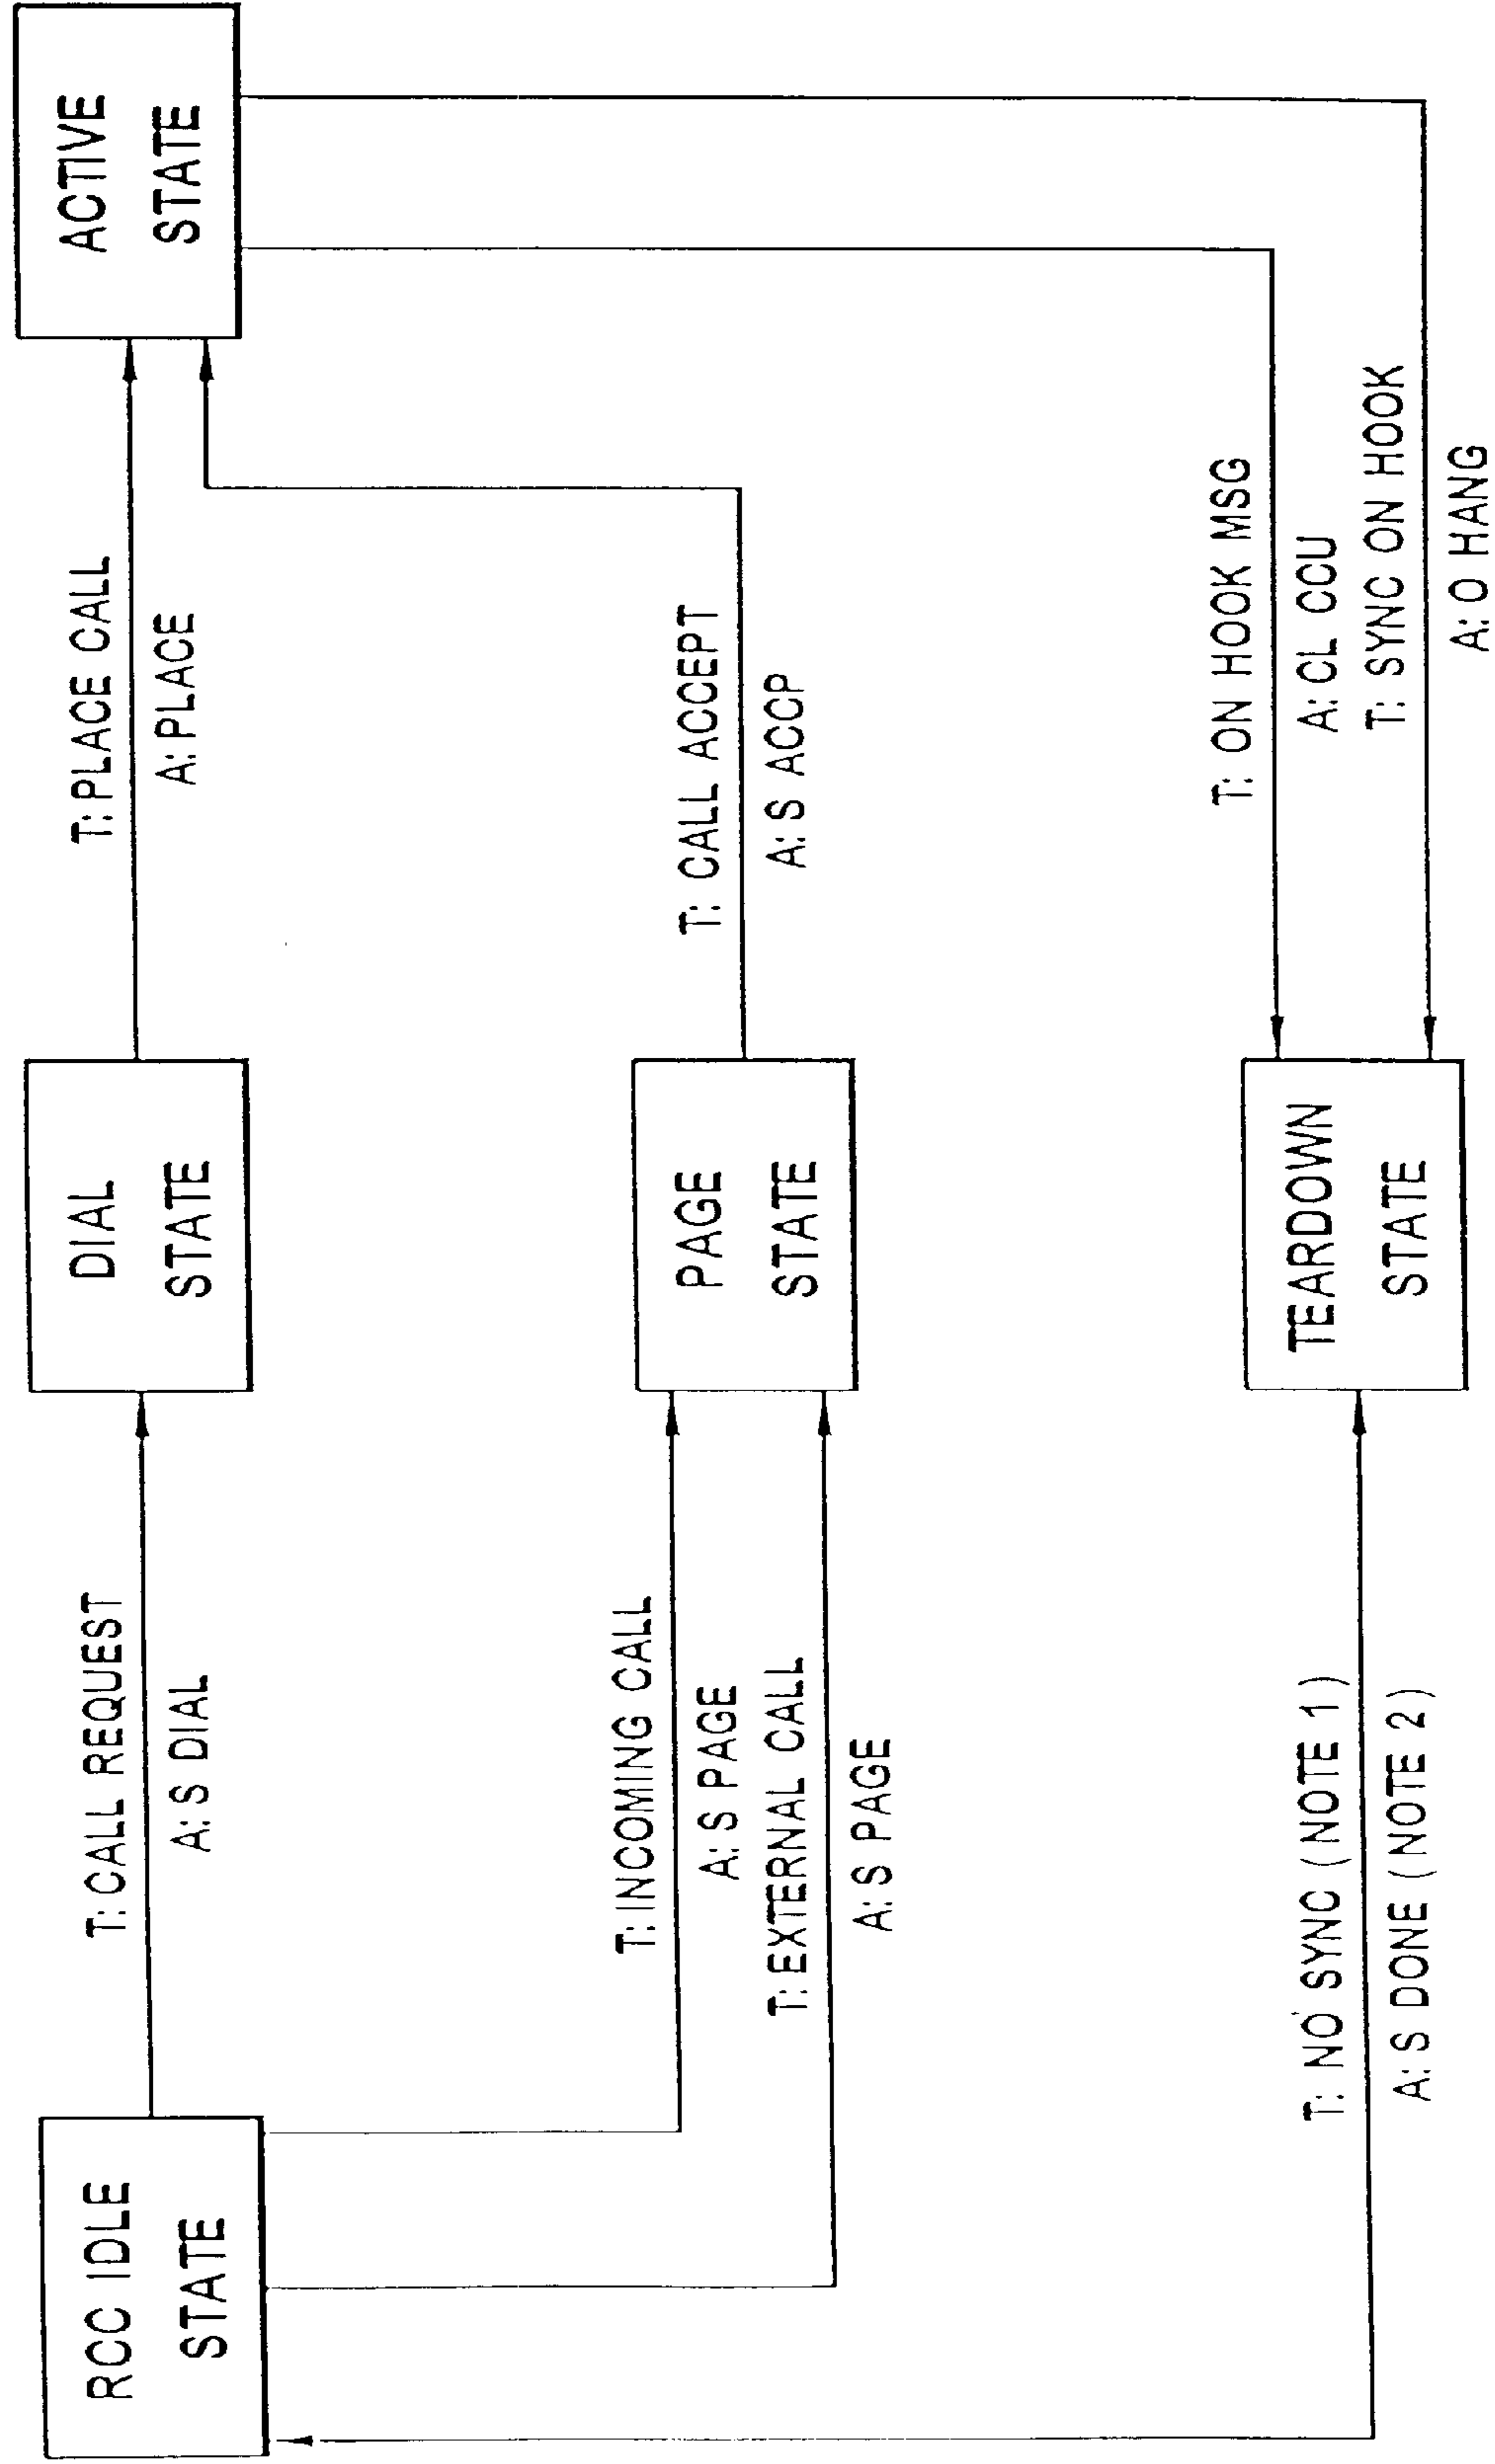 RCC IDLE
STATE
T: CALL REQUEST
A: S DIAL
DIAL
STATE
T: PLACE CALL
A: PLACE
ACTIVE
STATE
T: INCOMING CALL
A: S PAGE
T: EXTERNAL CALL
A: S PAGE
PAGE
STATE
T: CALL ACCEPT
A: S ACCP
T: NO SYNC (NOTE 1)
A: S DONE (NOTE 2)
TEARDOWN
STATE
T: ON HOOK MSG
A: CL CCU
T: SYNC ON HOOK
A: O HANG